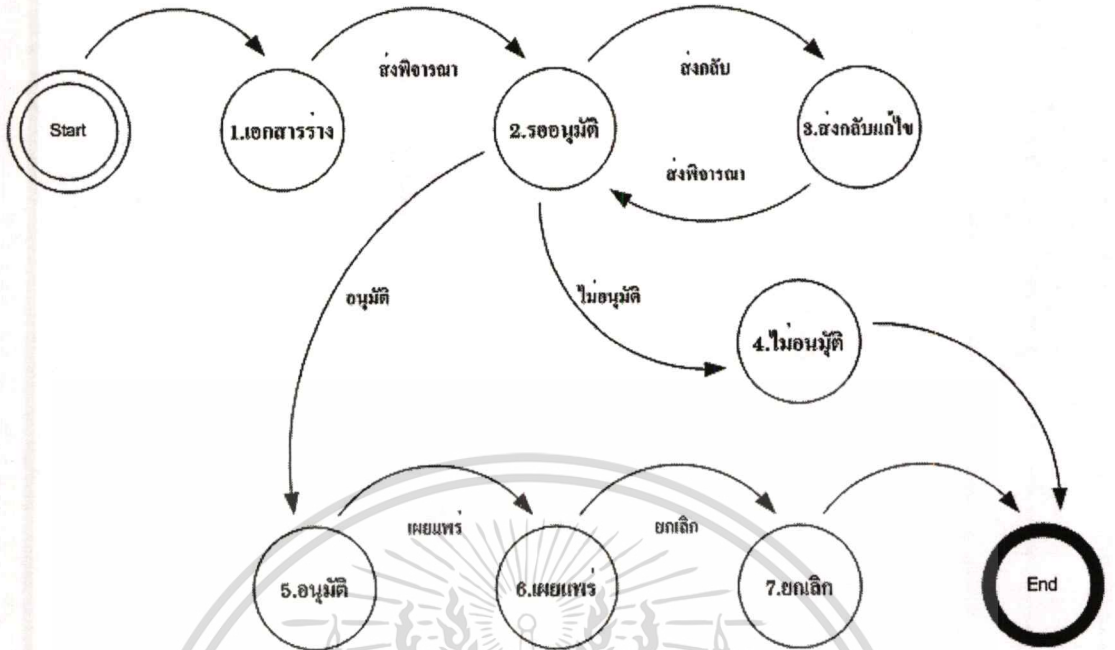 ส่งพิจารณา
ส่งกลับ
Start
1.เอกสารร่าง
2.รออนุมัติ
3.ส่งกลับแก้ไข
ส่งพิจารณา
อนุมัติ
ไม่อนุมัติ
4.ไม่อนมุัติ
เผยแพร่
ยกเลิก
5.อนุมัติ
6.เผยแพร่
7.ยกเลิก
End